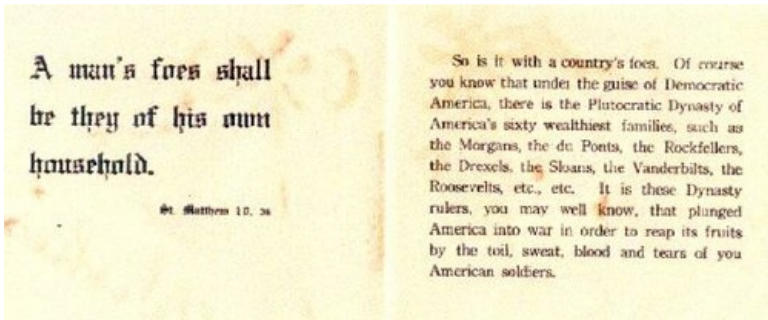 A man's foes shall
be they of his own
household.
St. Matthew 10. 36
So is it with a country's foes. Of course
you know that under the guise of Democratic
America, there is the Plutocratic Dynasty of
America's sixty wealthiest families, such as
the Morgans, the du Ponts, the Rockfellers,
the Drexels, the Sloans, the Vanderbilts, the
Roosevelts, etc., etc. It is these Dynasty
rulers, you may well know, that plunged
America into war in order to reap its fruits
by the toil, sweat, blood and tears of you
American soldiers.